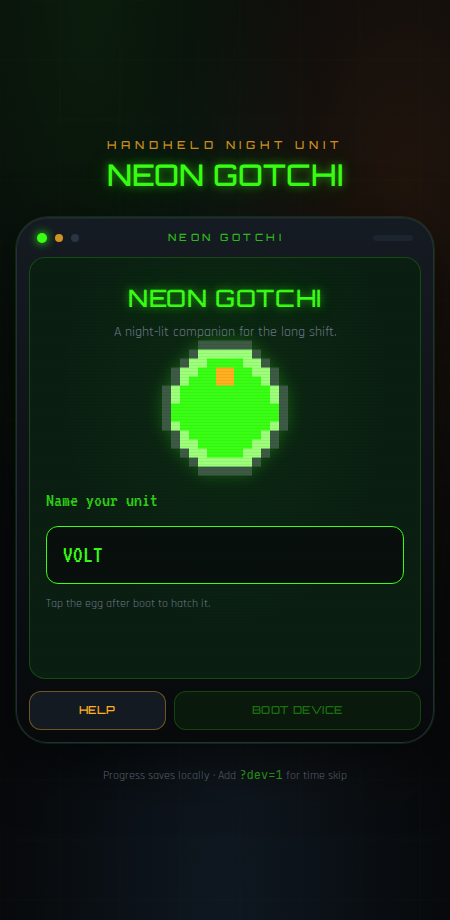 HANDHELD NIGHT UNIT
NEON GOTCHI
NEON GOTCHI
NEON GOTCHI
A night-lit companion for the long shift.
Name your unit
VOLT
Tap the egg after boot to hatch it.
HELP
BOOT DEVICE
Progress saves locally · Add ?dev=1 for time skip